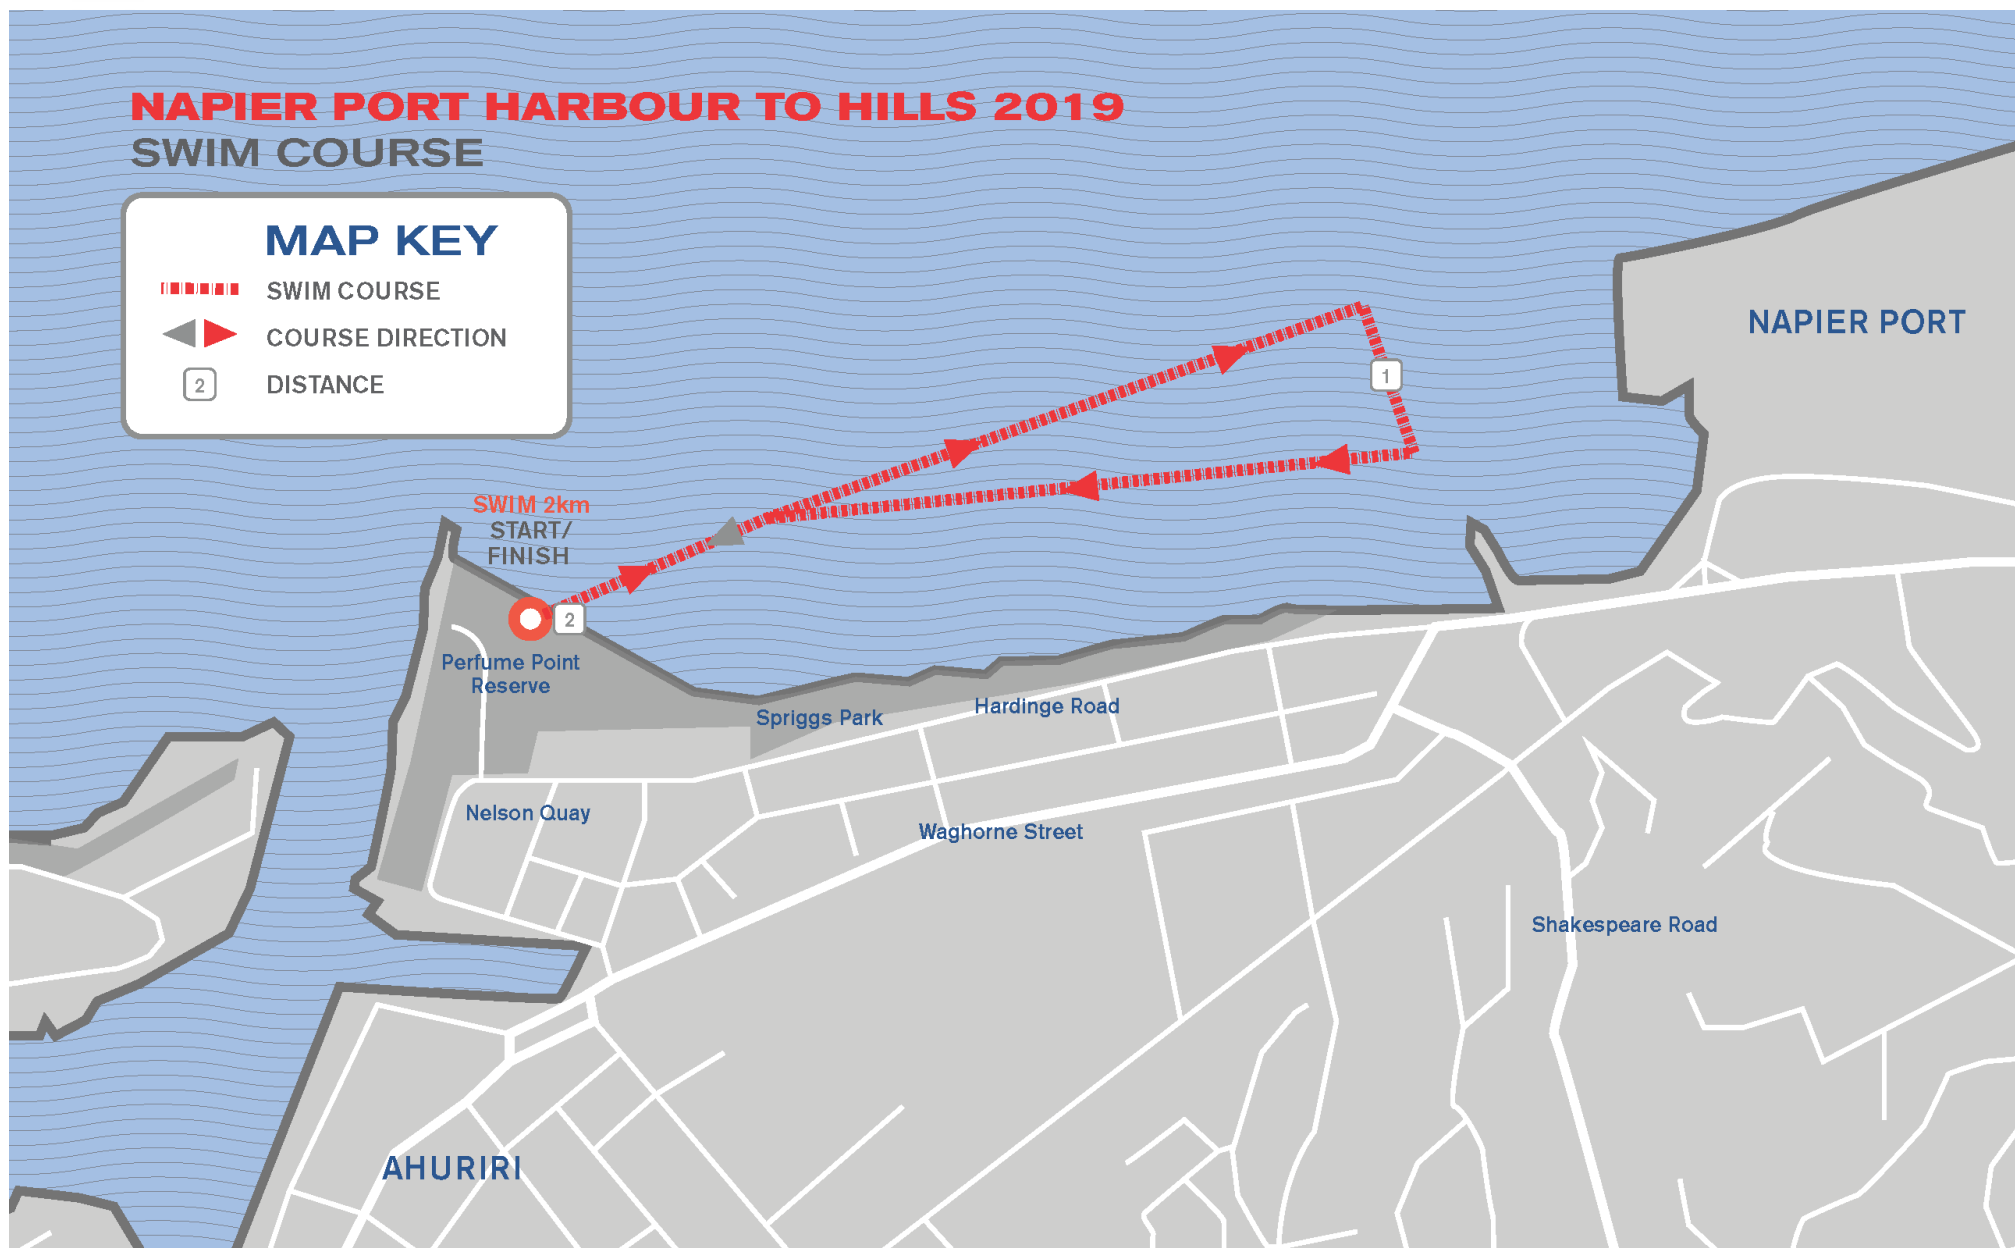 NAPIER PORT HARBOUR TO HILLS 2019
SWIM COURSE
MAP KEY
SWIM COURSE
COURSE DIRECTION
2
DISTANCE
NAPIER PORT
1
SWIM 2km
START/
FINISH
2
Perfume Point
Reserve
Spriggs Park
Hardinge Road
Nelson Quay
Waghorne Street
Shakespeare Road
AHURIRI